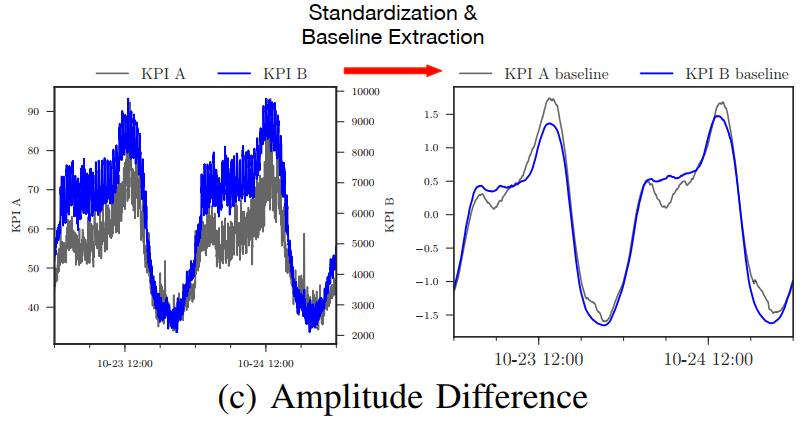 Standardization &
Baseline Extraction
KPI A KPI B
KPI A baseline KPI B baseline
KPI A
90
80
70
60
50
40
10000
9000
8000
7000
6000
5000
4000
3000
2000
KPI B
10-23 12:00 10-24 12:00
1.5
1.0
0.5
0.0
−0.5
−1.0
−1.5
10-23 12:00 10-24 12:00
(c) Amplitude Difference